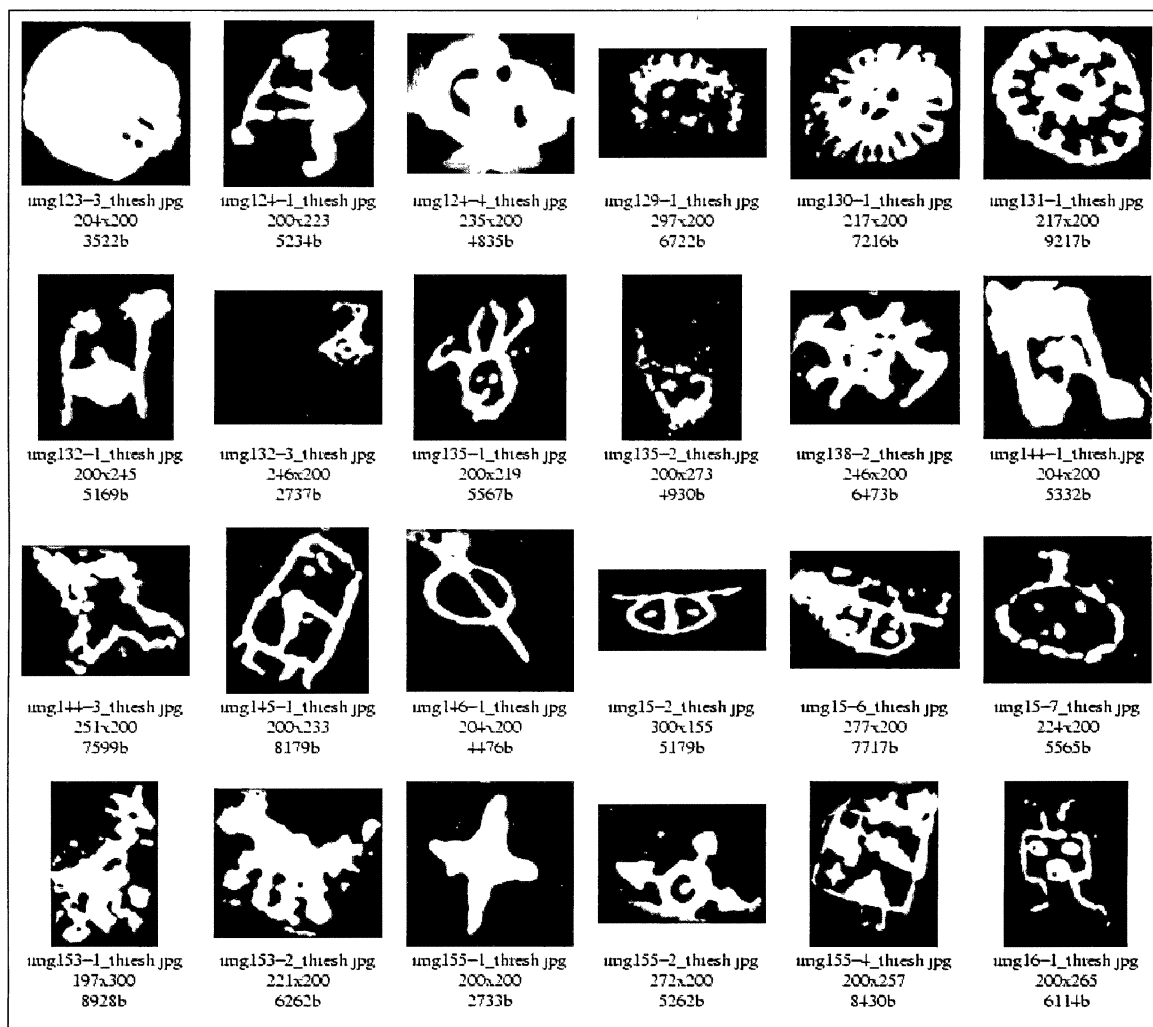 img123-3_thresh.jpg img124-1_thresh.jpg img124-4_thresh.jpg img129-1_thresh.jpg img130-1_thresh.jpg img131-1_thresh.jpg
204x200 200x223 235x200 297x200 217x200 217x200
3522b 5234b 4835b 6722b 7216b 9217b
img132-1_thresh.jpg img132-3_thresh.jpg img135-1_thresh.jpg img135-2_thresh.jpg img138-2_thresh.jpg img144-1_thresh.jpg
200x245 246x200 200x219 200x273 246x200 204x200
5169b 2737b 5567b 4930b 6473b 5332b
img144-3_thresh.jpg img145-1_thresh.jpg img146-1_thresh.jpg img15-2_thresh.jpg img15-6_thresh.jpg img15-7_thresh.jpg
251x200 200x233 204x200 300x155 277x200 224x200
7599b 8179b 4476b 5179b 7717b 5565b
img153-1_thresh.jpg img153-2_thresh.jpg img155-1_thresh.jpg img155-2_thresh.jpg img155-4_thresh.jpg img16-1_thresh.jpg
197x300 221x200 200x200 272x200 200x257 200x265
8928b 6262b 2733b 5262b 8430b 6114b